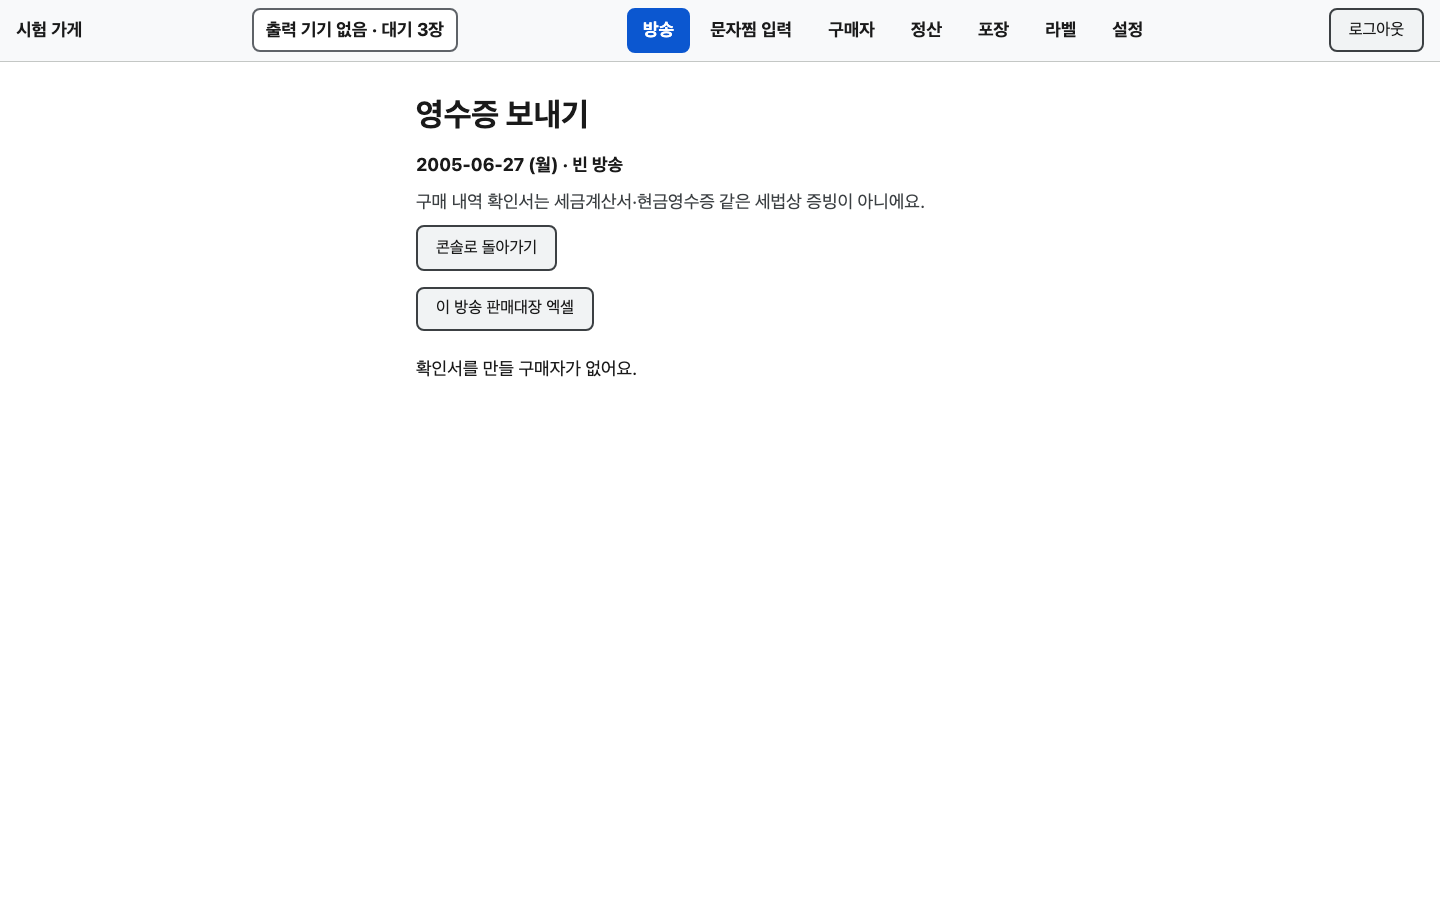 시험 가게
출력 기기 없음 · 대기 3장
방송
문자찜 입력
구매자
정산
포장
라벨
설정
로그아웃
영수증 보내기
2005-06-27 (월) · 빈 방송
구매 내역 확인서는 세금계산서·현금영수증 같은 세법상 증빙이 아니에요.
콘솔로 돌아가기
이 방송 판매대장 엑셀
확인서를 만들 구매자가 없어요.